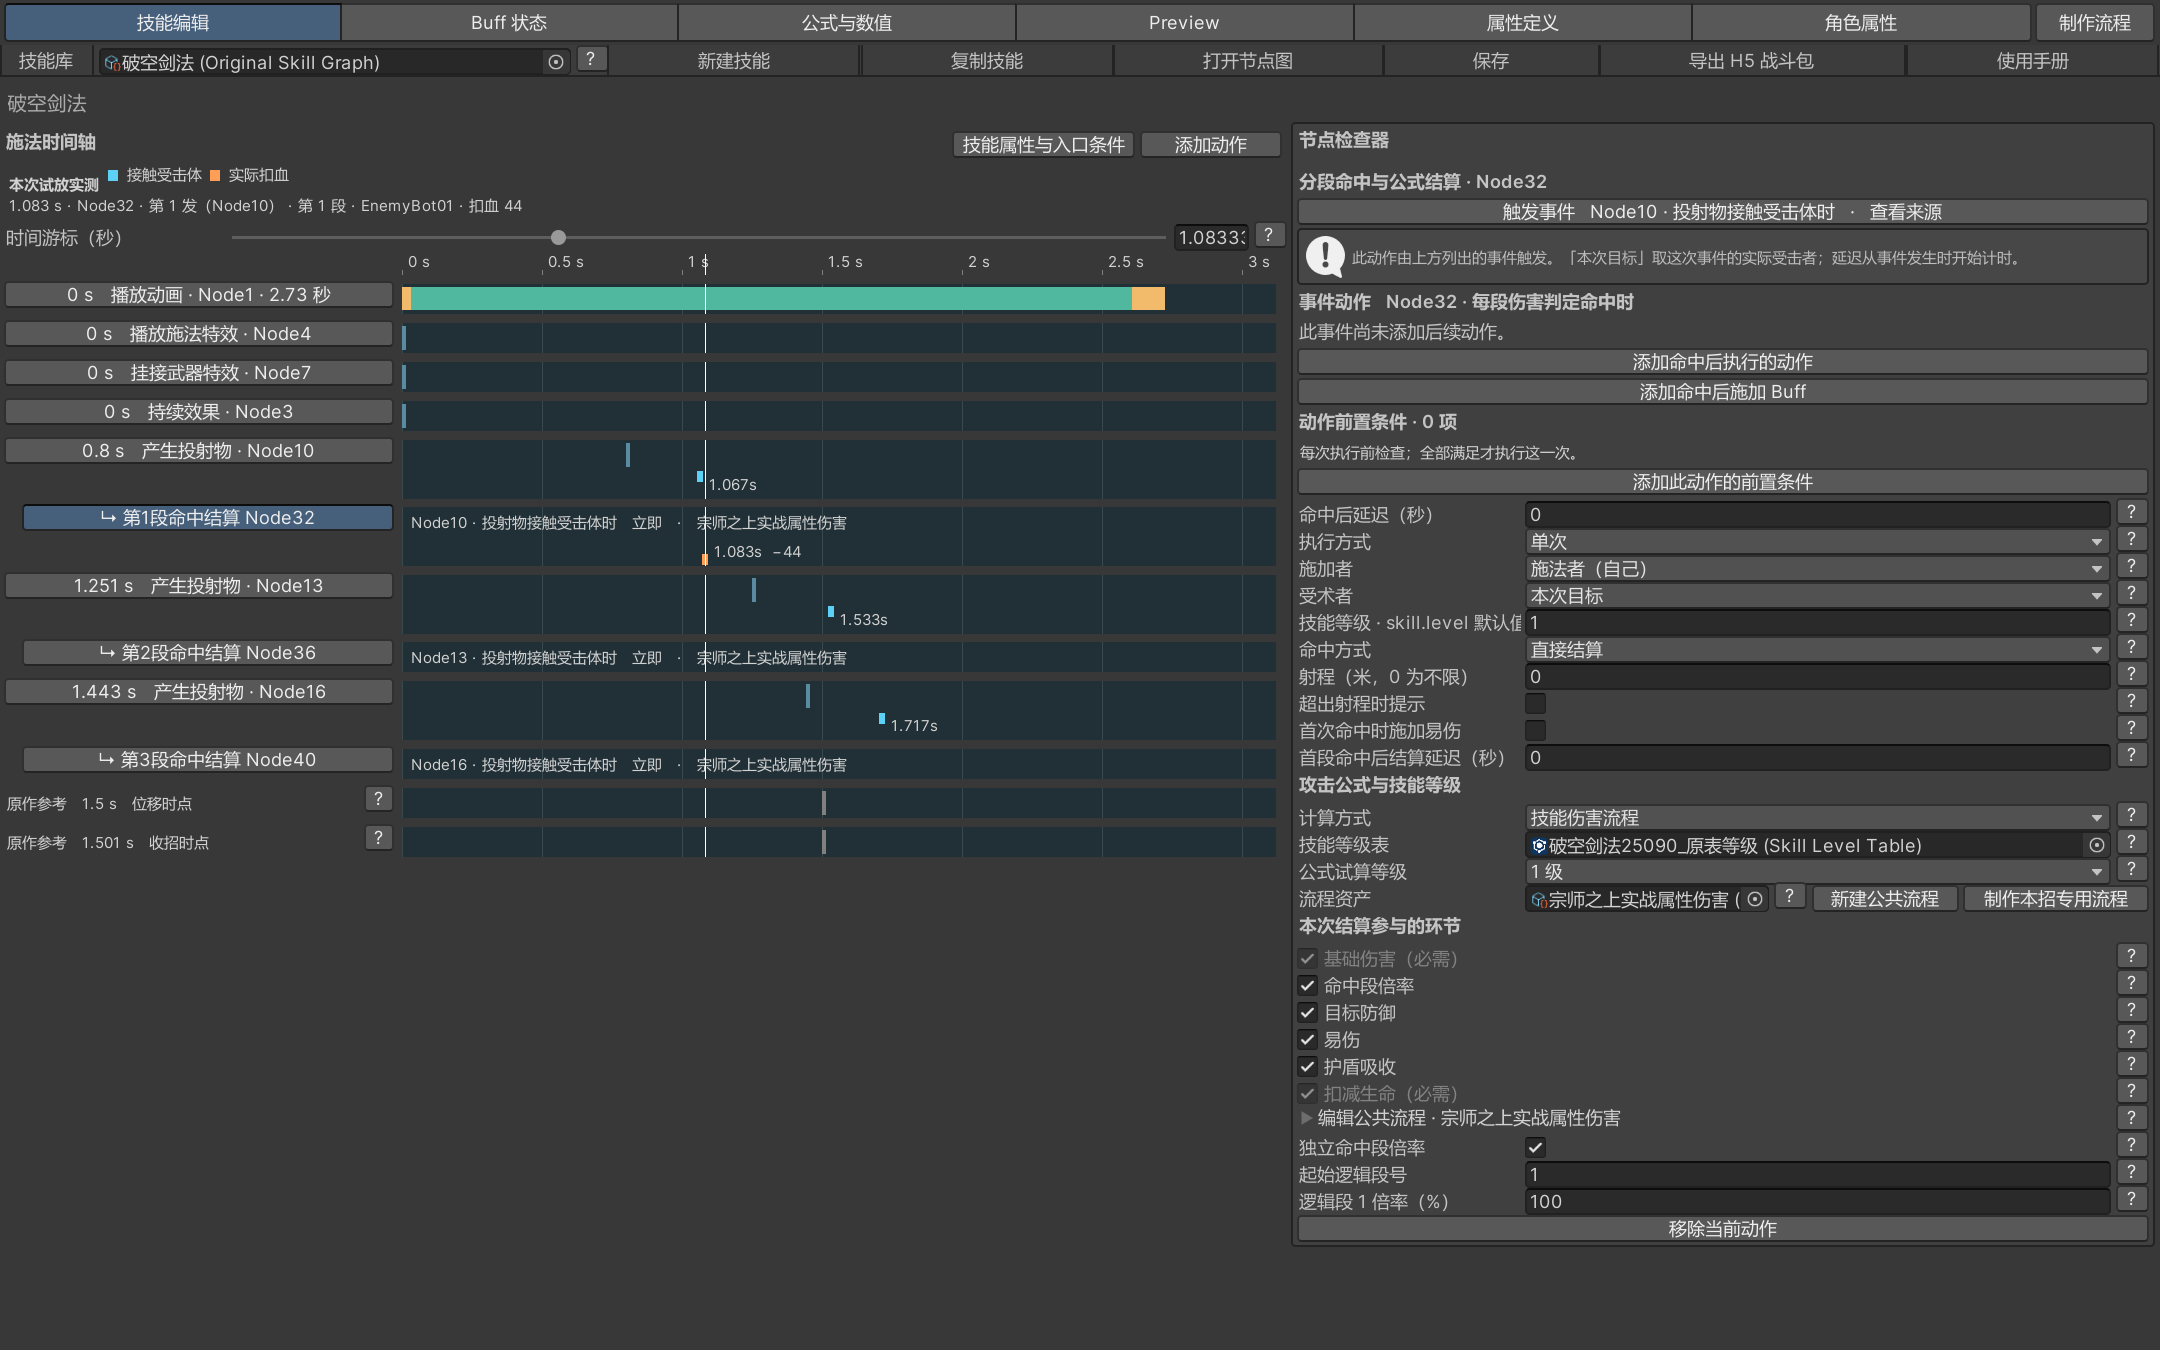 技能编辑 Buff 状态 公式与数值 Preview 属性定义 角色属性 制作流程
技能库 破空剑法 (Original Skill Graph) ? 新建技能 复制技能 打开节点图 保存 导出 H5 战斗包 使用手册
破空剑法
施法时间轴 技能属性与入口条件 添加动作
本次试放实测 接触受击体 实际扣血
1.083 s · Node32 · 第 1 发（Node10） · 第 1 段 · EnemyBot01 · 扣血 44
时间游标（秒） 1.0833 ?
0 s 0.5 s 1 s 1.5 s 2 s 2.5 s 3 s
0 s 播放动画 · Node1 · 2.73 秒
0 s 播放施法特效 · Node4
0 s 挂接武器特效 · Node7
0 s 持续效果 · Node3
0.8 s 产生投射物 · Node10
1.067s
↳ 第1段命中结算 Node32 Node10 · 投射物接触受击体时 立即 · 宗师之上实战属性伤害
1.083s −44
1.251 s 产生投射物 · Node13
1.533s
↳ 第2段命中结算 Node36 Node13 · 投射物接触受击体时 立即 · 宗师之上实战属性伤害
1.443 s 产生投射物 · Node16
1.717s
↳ 第3段命中结算 Node40 Node16 · 投射物接触受击体时 立即 · 宗师之上实战属性伤害
原作参考 1.5 s 位移时点 ?
原作参考 1.501 s 收招时点 ?
节点检查器
分段命中与公式结算 · Node32
触发事件 Node10 · 投射物接触受击体时 · 查看来源
此动作由上方列出的事件触发。「本次目标」取这次事件的实际受击者；延迟从事件发生时开始计时。
事件动作 Node32 · 每段伤害判定命中时
此事件尚未添加后续动作。
添加命中后执行的动作
添加命中后施加 Buff
动作前置条件 · 0 项
每次执行前检查；全部满足才执行这一次。
添加此动作的前置条件
命中后延迟（秒） 0 ?
执行方式 单次 ?
施加者 施法者（自己） ?
受术者 本次目标 ?
技能等级 · skill.level 默认值 1 ?
命中方式 直接结算 ?
射程（米，0 为不限） 0 ?
超出射程时提示 ?
首次命中时施加易伤 ?
首段命中后结算延迟（秒） 0 ?
攻击公式与技能等级
计算方式 技能伤害流程 ?
技能等级表 破空剑法25090_原表等级 (Skill Level Table) ?
公式试算等级 1 级 ?
流程资产 宗师之上实战属性伤害 ( ? 新建公共流程 制作本招专用流程
本次结算参与的环节
基础伤害（必需） ?
命中段倍率 ?
目标防御 ?
易伤 ?
护盾吸收 ?
扣减生命（必需） ?
编辑公共流程 · 宗师之上实战属性伤害 ?
独立命中段倍率 ?
起始逻辑段号 1 ?
逻辑段 1 倍率（%） 100 ?
移除当前动作